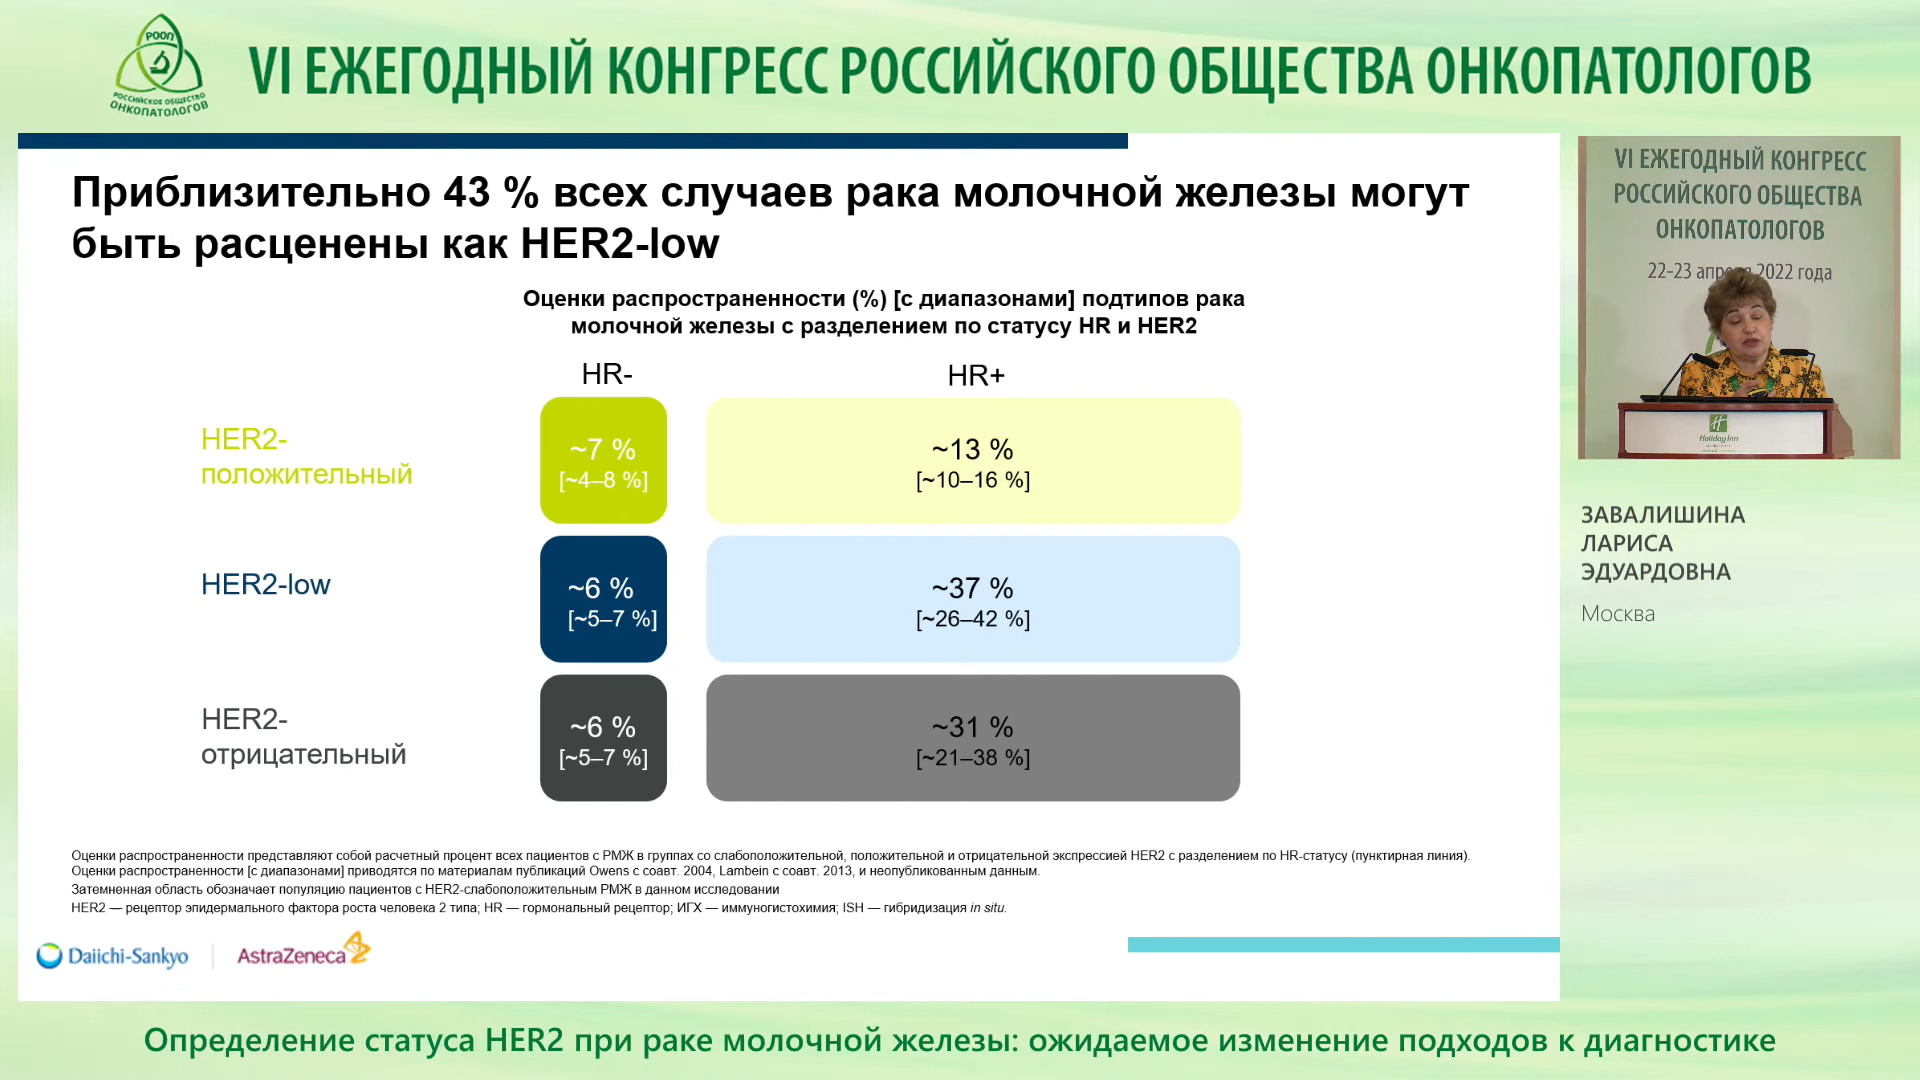 РООП
РОССИЙСКОЕ ОБЩЕСТВО
ОНКОПАТОЛОГОВ
VI ЕЖЕГОДНЫЙ КОНГРЕСС РОССИЙСКОГО ОБЩЕСТВА ОНКОПАТОЛОГОВ
Приблизительно 43 % всех случаев рака молочной железы могут
быть расценены как HER2-low
Оценки распространенности (%) [с диапазонами] подтипов рака
молочной железы с разделением по статусу HR и HER2
HR-
HR+
HER2-
положительный
~7 %
[~4–8 %]
~13 %
[~10–16 %]
HER2-low
~6 %
[~5–7 %]
~37 %
[~26–42 %]
HER2-
отрицательный
~6 %
[~5–7 %]
~31 %
[~21–38 %]
Оценки распространенности представляют собой расчетный процент всех пациентов с РМЖ в группах со слабоположительной, положительной и отрицательной экспрессией HER2 с разделением по HR-статусу (пунктирная линия).
Оценки распространенности [с диапазонами] приводятся по материалам публикаций Owens с соавт. 2004, Lambein с соавт. 2013, и неопубликованным данным.
Затемненная область обозначает популяцию пациентов с HER2-слабоположительным РМЖ в данном исследовании
HER2 — рецептор эпидермального фактора роста человека 2 типа; HR — гормональный рецептор; ИГХ — иммуногистохимия; ISH — гибридизация in situ.
Daiichi-Sankyo
AstraZeneca
VI ЕЖЕГОДНЫЙ КОНГРЕСС
РОССИЙСКОГО ОБЩЕСТВА
ОНКОПАТОЛОГОВ
22-23 апре 2022 года
Holiday Inn
ЗАВАЛИШИНА
ЛАРИСА
ЭДУАРДОВНА
Москва
Определение статуса HER2 при раке молочной железы: ожидаемое изменение подходов к диагностике